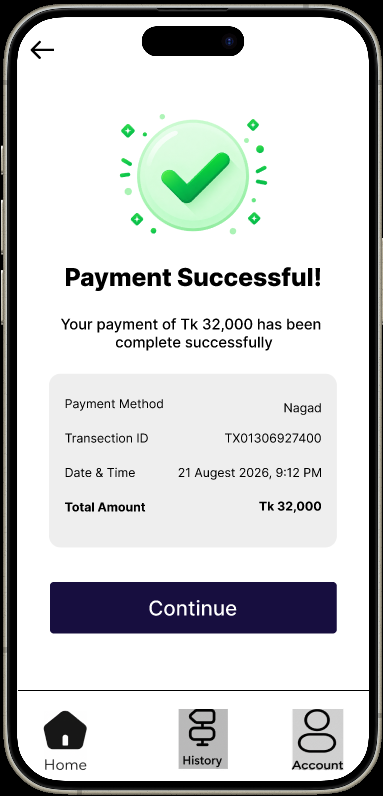 Payment Successful!
Your payment of Tk 32,000 has been
complete successfully
Payment Method Nagad
Transection ID TX01306927400
Date & Time 21 Augest 2026, 9:12 PM
Total Amount Tk 32,000
Continue
Home History Account